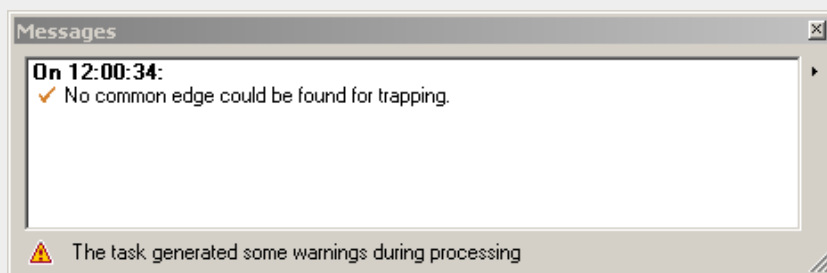 Messages
On 12:00:34:
No common edge could be found for trapping.
The task generated some warnings during processing